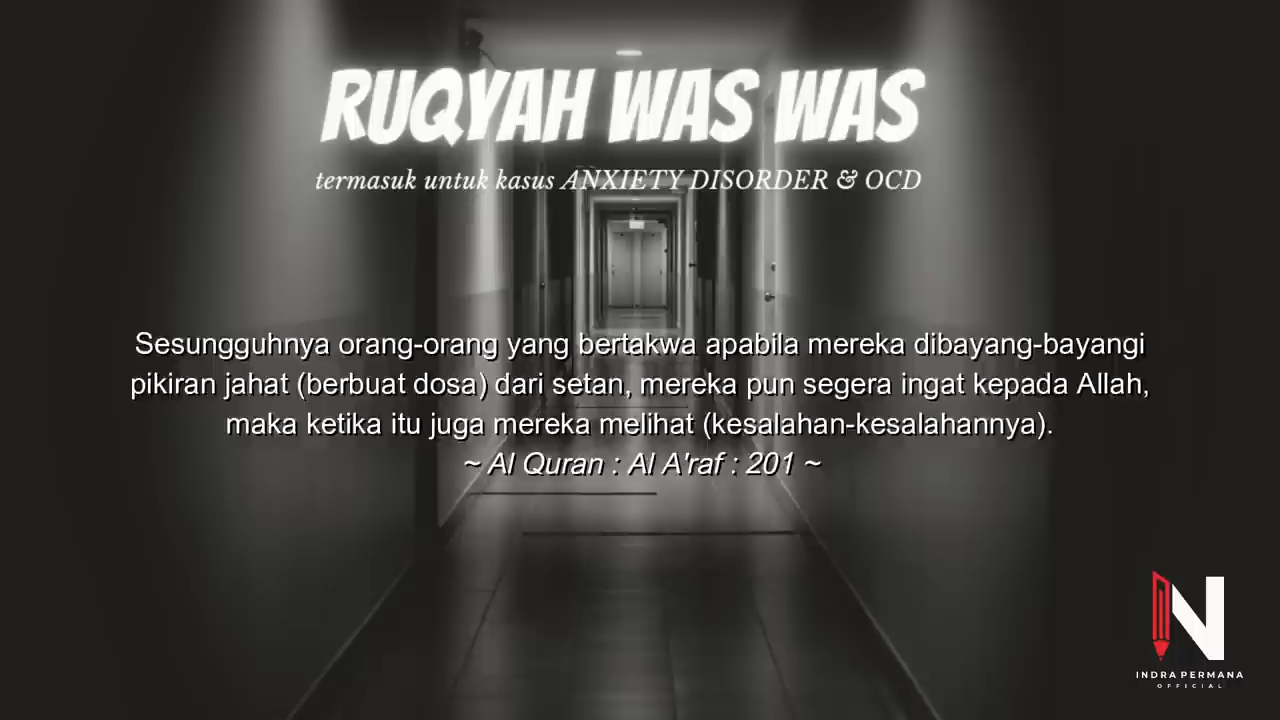 RUQYAH WAS WAS
termasuk untuk kasus ANXIETY DISORDER & OCD
Sesungguhnya orang-orang yang bertakwa apabila mereka dibayang-bayangi
pikiran jahat (berbuat dosa) dari setan, mereka pun segera ingat kepada Allah,
maka ketika itu juga mereka melihat (kesalahan-kesalahannya).
~ Al Quran : Al A'raf : 201 ~
N
INDRA PERMANA
OFFICIAL